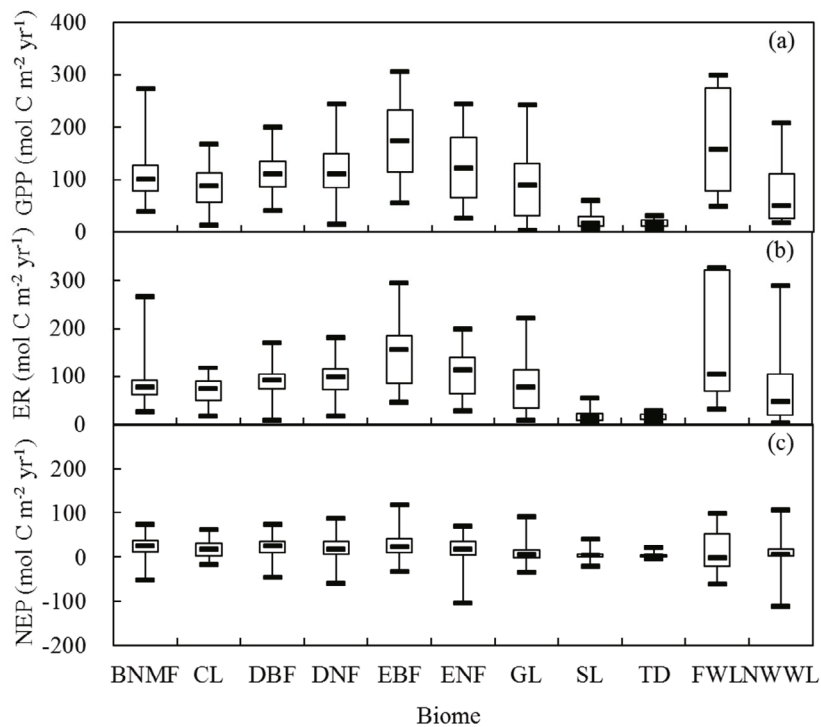 400
(a)
300
200
100
0
GPP (mol C m-2 yr-1)
(b)
300
200
100
0
ER (mol C m-2 yr-1)
(c)
200
100
0
-100
-200
NEP (mol C m-2 yr-1)
BNMF CL DBF DNF EBF ENF GL SL TD FWL NWWL
Biome